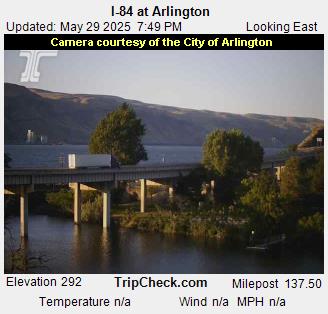 I-84 at Arlington
Updated: May 29 2025 7:49 PM Looking East
Camera courtesy of the City of Arlington
Elevation 292 TripCheck.com Milepost 137.50
Temperature n/a Wind n/a MPH n/a